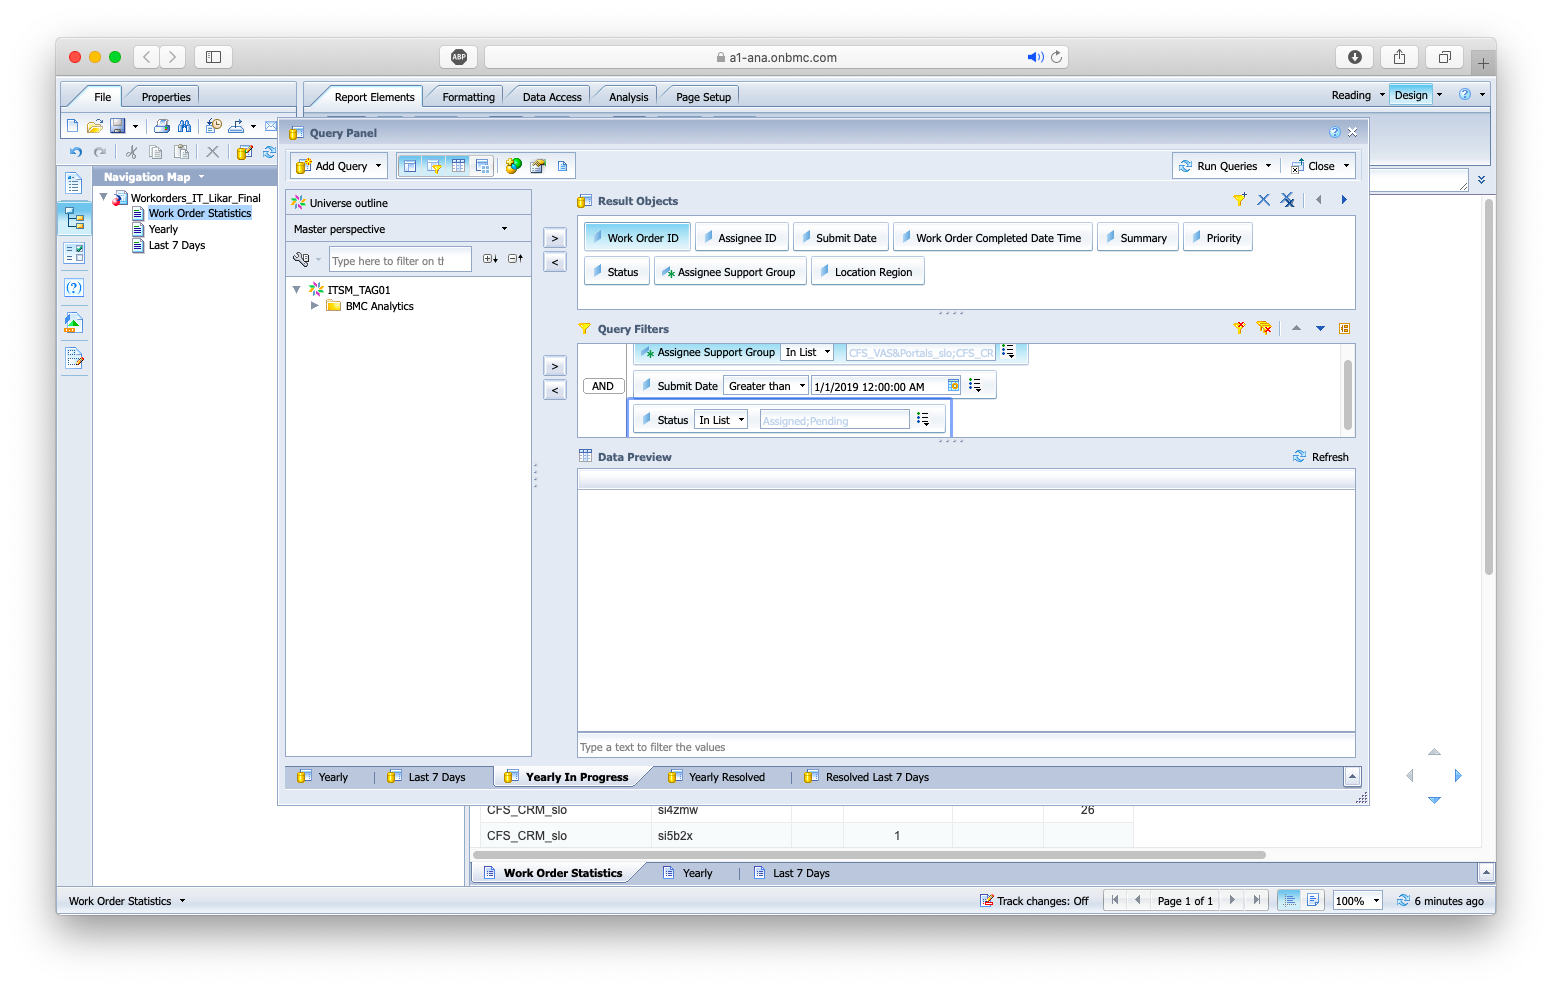 ABP
a1-ana.onbmc.com
File
Properties
Report Elements
Formatting
Data Access
Analysis
Page Setup
Reading
Design
Query Panel
Add Query
Run Queries
Close
Navigation Map
Workorders_IT_Likar_Final
Work Order Statistics
Yearly
Last 7 Days
Universe outline
Master perspective
Type here to filter on th
ITSM_TAG01
BMC Analytics
Result Objects
Work Order ID
Assignee ID
Submit Date
Work Order Completed Date Time
Summary
Priority
Status
Assignee Support Group
Location Region
Query Filters
AND
Assignee Support Group In List CFS_VAS&Portals_slo;CFS_CR
Submit Date Greater than 1/1/2019 12:00:00 AM
Status In List Assigned;Pending
Data Preview
Refresh
Type a text to filter the values
Yearly
Last 7 Days
Yearly In Progress
Yearly Resolved
Resolved Last 7 Days
CFS_CRM_slo si4zmw 26
CFS_CRM_slo si5b2x 1
Work Order Statistics
Yearly
Last 7 Days
Work Order Statistics
Track changes: Off
Page 1 of 1
100%
6 minutes ago